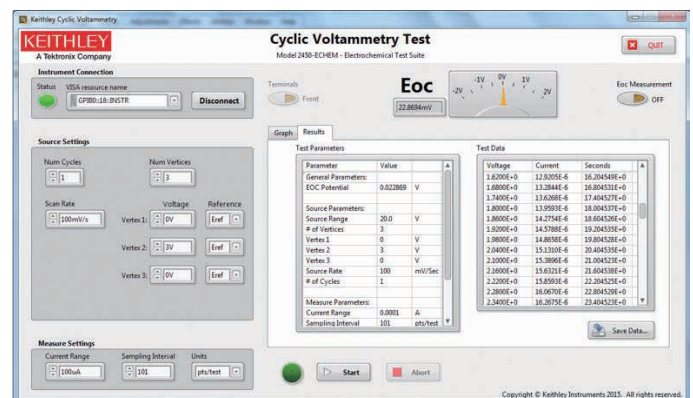 Keithley Cyclic Voltammetry
KEITHLEY
A Tektronix Company
Cyclic Voltammetry Test
Model 2450-ECHEM - Electrochemical Test Suite
QUIT
Instrument Connection
Status VISA resource name
GPIB0::18::INSTR
Disconnect
Terminals
Front
Eoc
22.8694mV
-2V -1V 0V 1V 2V
Eoc Measurement
OFF
Source Settings
Num Cycles Num Vertices
1 3
Scan Rate Voltage Reference
100mV/s Vertex 1: 0V Eref
Vertex 2: 3V Eref
Vertex 3: 0V Eref
Measure Settings
Current Range Sampling Interval Units
100uA 101 pts/test
Graph Results
Test Parameters
Parameter Value
General Parameters:
EOC Potential 0.022869 V
Source Parameters:
Source Range 20.0 V
# of Vertices 3
Vertex 1 0 V
Vertex 2 3 V
Vertex 3 0 V
Source Rate 100 mV/Sec
# of Cycles 1
Measure Parameters:
Current Range 0.0001 A
Sampling Interval 101 pts/test
Test Data
Voltage Current Seconds
1.6200E+0 12.9205E-6 16.204549E+0
1.6800E+0 13.2844E-6 16.804531E+0
1.7400E+0 13.6268E-6 17.404527E+0
1.8000E+0 13.9593E-6 18.004537E+0
1.8600E+0 14.2754E-6 18.604526E+0
1.9200E+0 14.5788E-6 19.204535E+0
1.9800E+0 14.8658E-6 19.804528E+0
2.0400E+0 15.1310E-6 20.404535E+0
2.1000E+0 15.3896E-6 21.004523E+0
2.1600E+0 15.6321E-6 21.604538E+0
2.2200E+0 15.8593E-6 22.204525E+0
2.2800E+0 16.0670E-6 22.804529E+0
2.3400E+0 16.2675E-6 23.404523E+0
Save Data...
Start Abort
Copyright © Keithley Instruments 2015. All rights reserved.